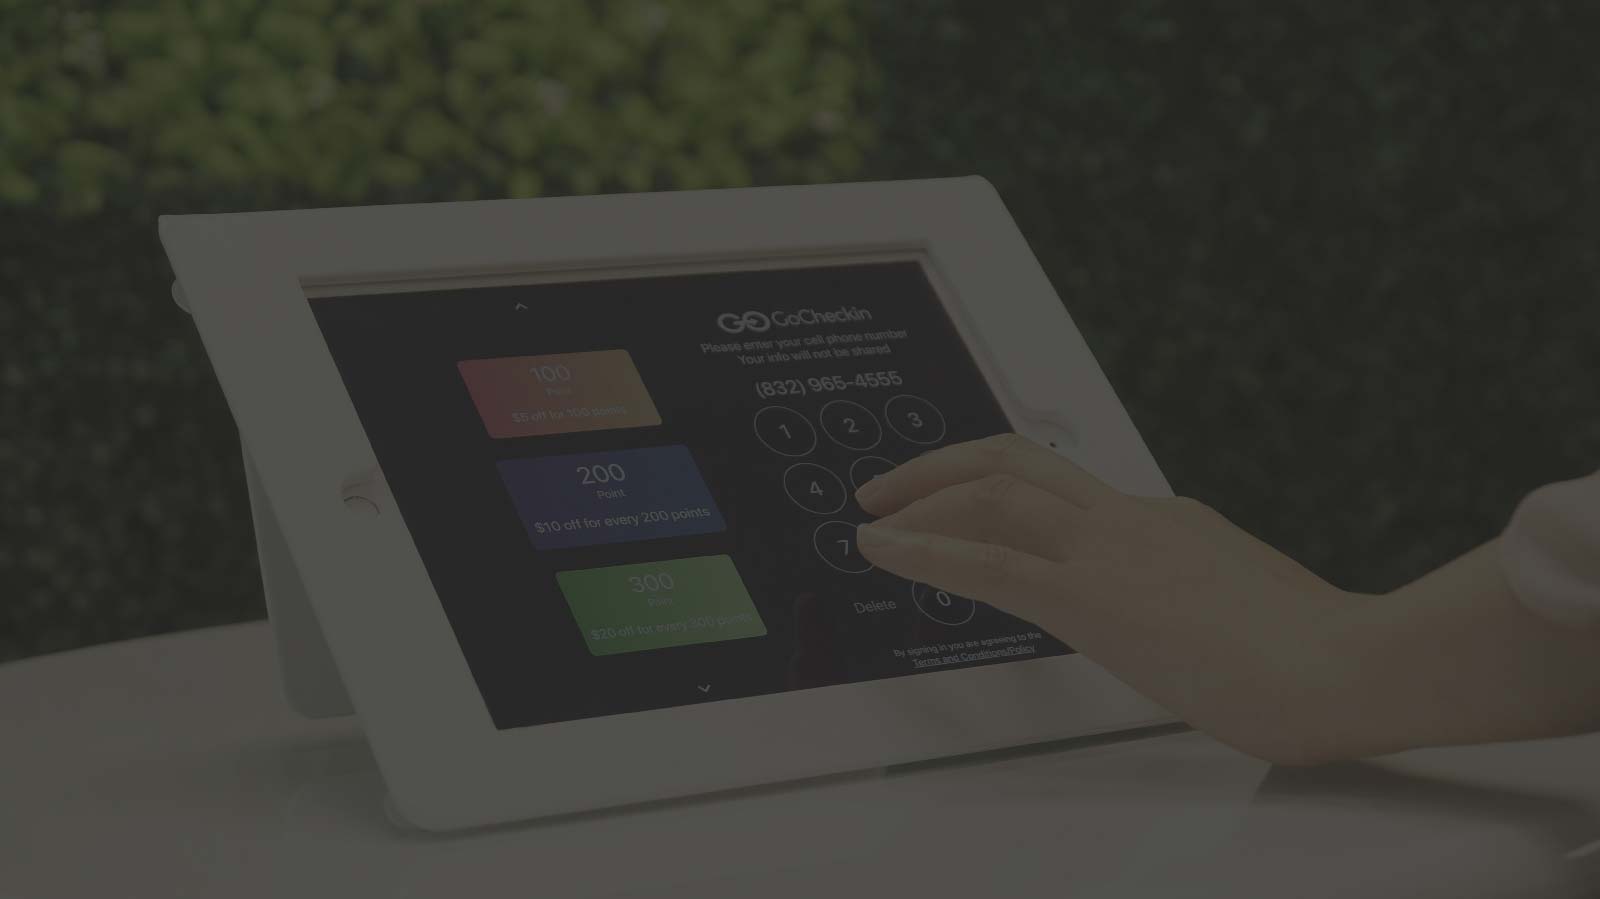 100
Point
$5 off for 100 points
200
Point
$10 off for every 200 points
300
Point
$20 off for every 300 points
GO GoCheckin
Please enter your cell phone number
Your info will not be shared
(832) 965-4555
1 2 3
4
7
Delete 0
By signing in you are agreeing to the
Terms and Conditions/Policy